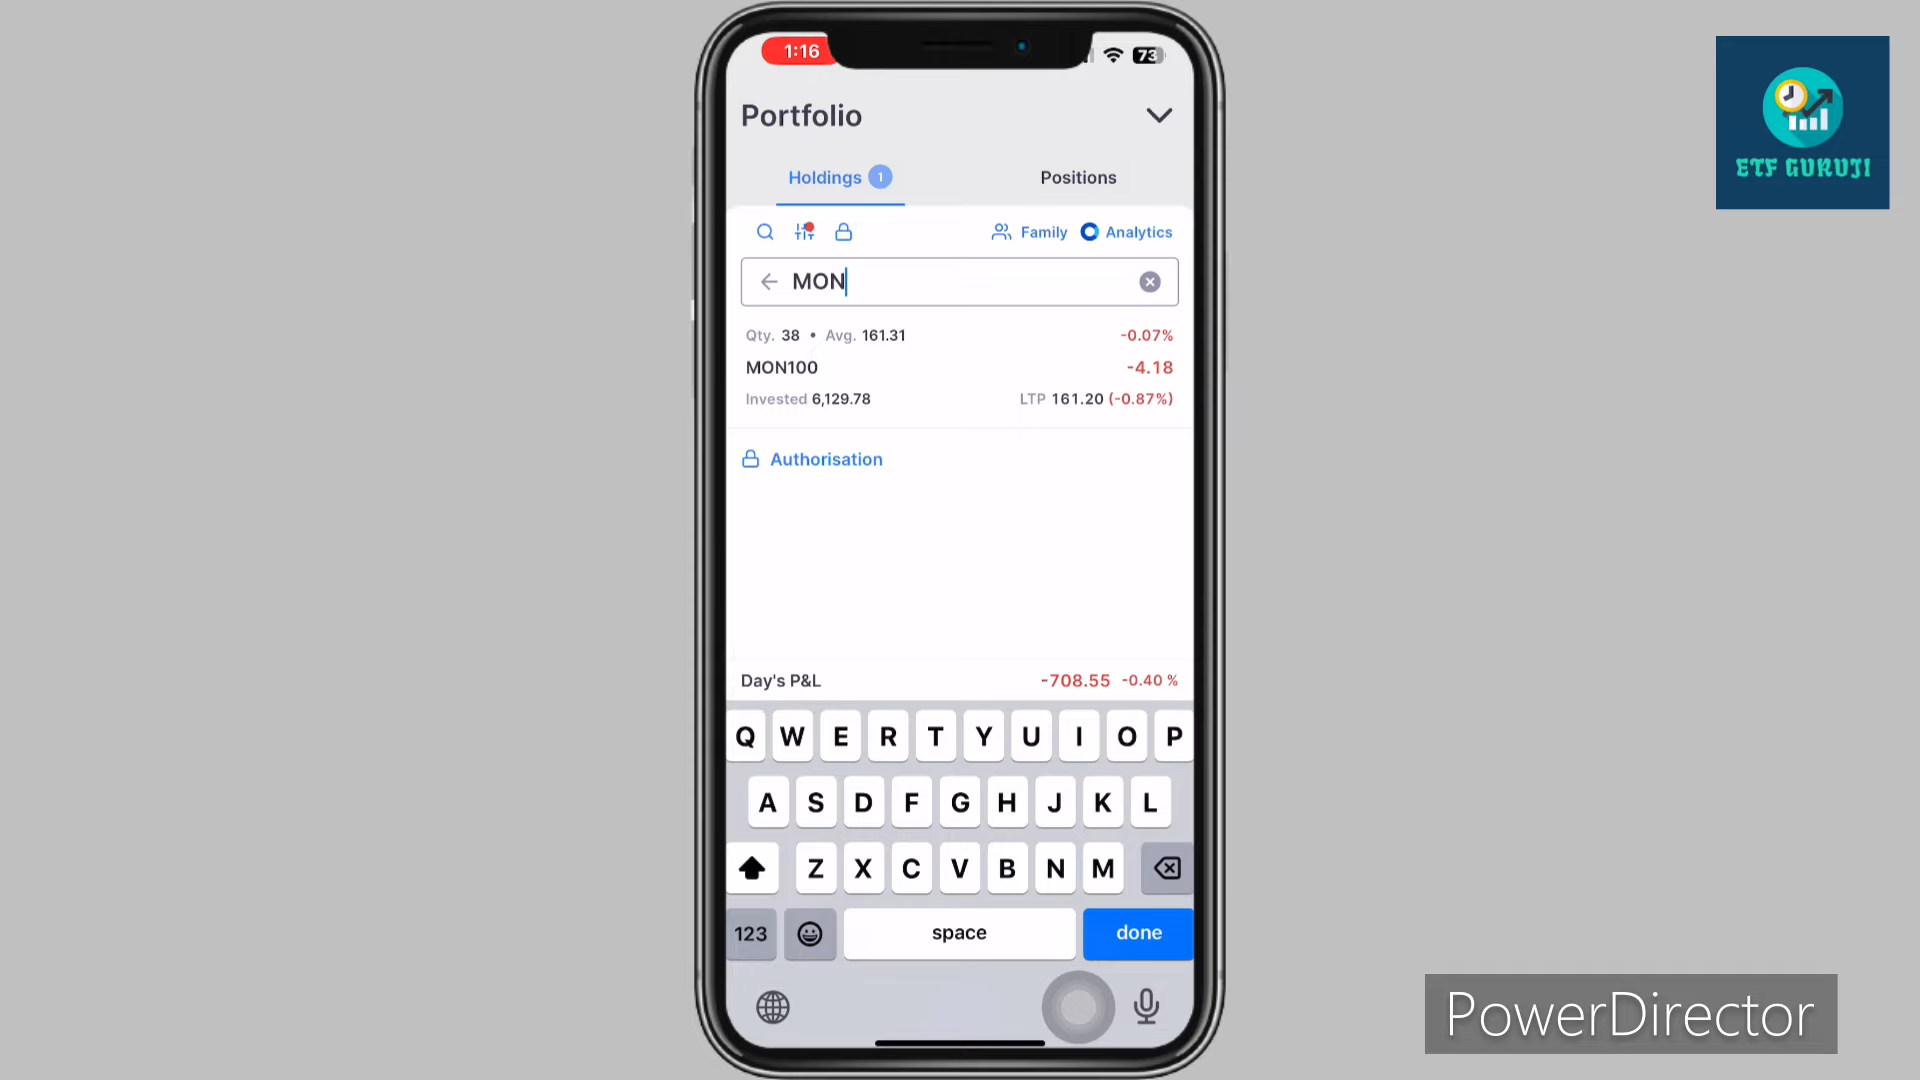 1:16
73
Portfolio
Holdings 1
Positions
Family
Analytics
MON
Qty. 38 • Avg. 161.31
-0.07%
MON100
-4.18
Invested 6,129.78
LTP 161.20 (-0.87%)
Authorisation
Day's P&L
-708.55 -0.40 %
Q W E R T Y U I O P
A S D F G H J K L
Z X C V B N M
123
space
done
ETF GURUJI
PowerDirector